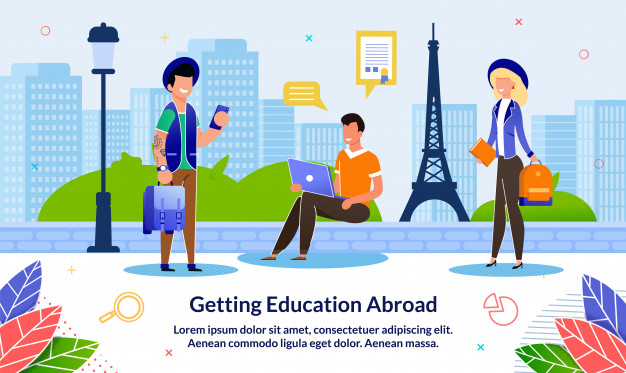 Getting Education Abroad
Lorem ipsum dolor sit amet, consectetuer adipiscing elit.
Aenean commodo ligula eget dolor. Aenean massa.